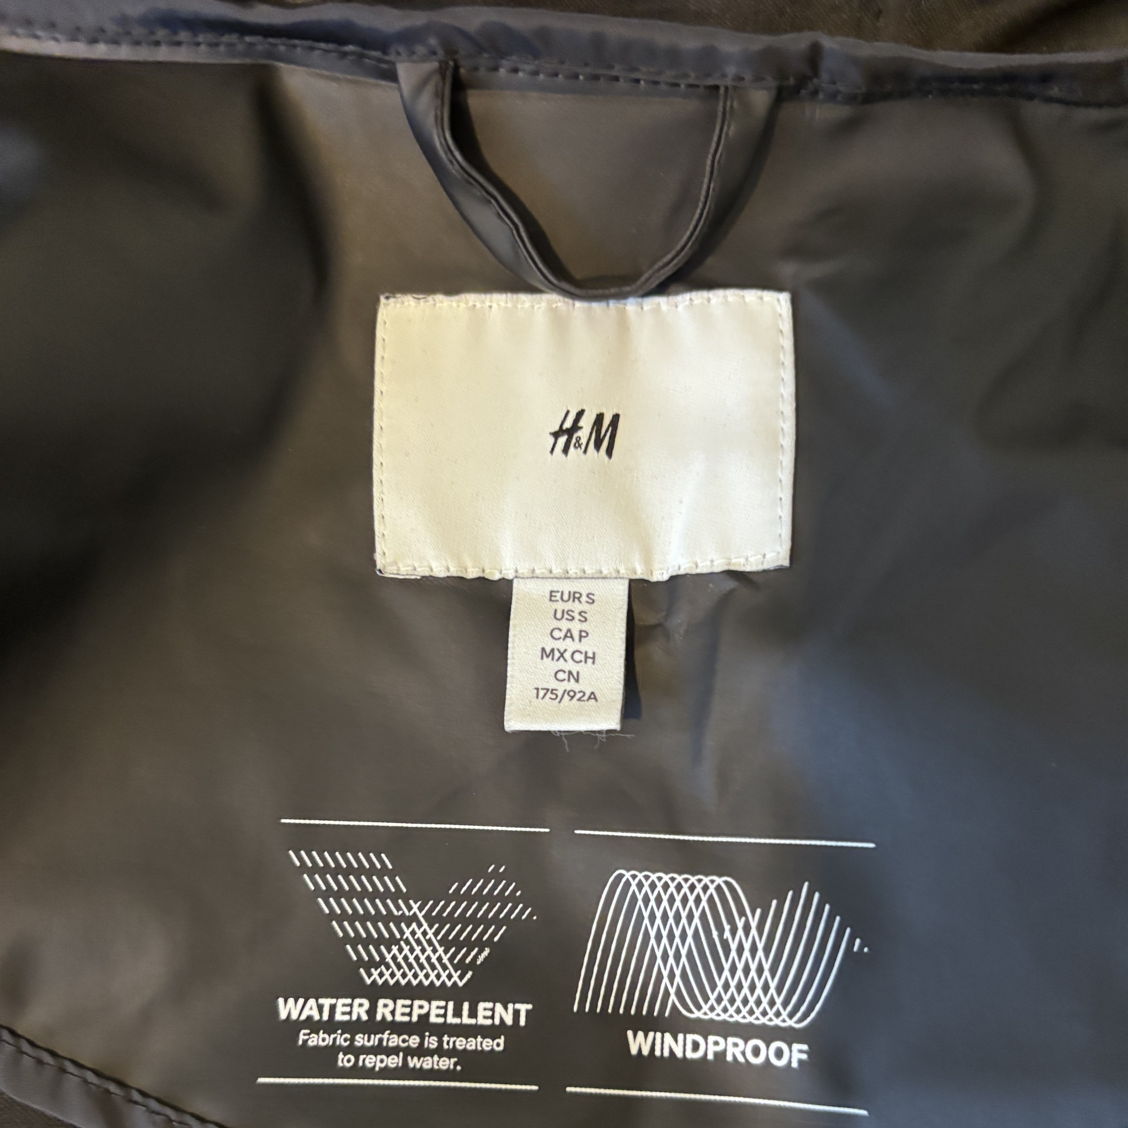 H&M
EUR S
US S
CA P
MX CH
CN
175/92A
WATER REPELLENT
Fabric surface is treated
to repel water.
WINDPROOF